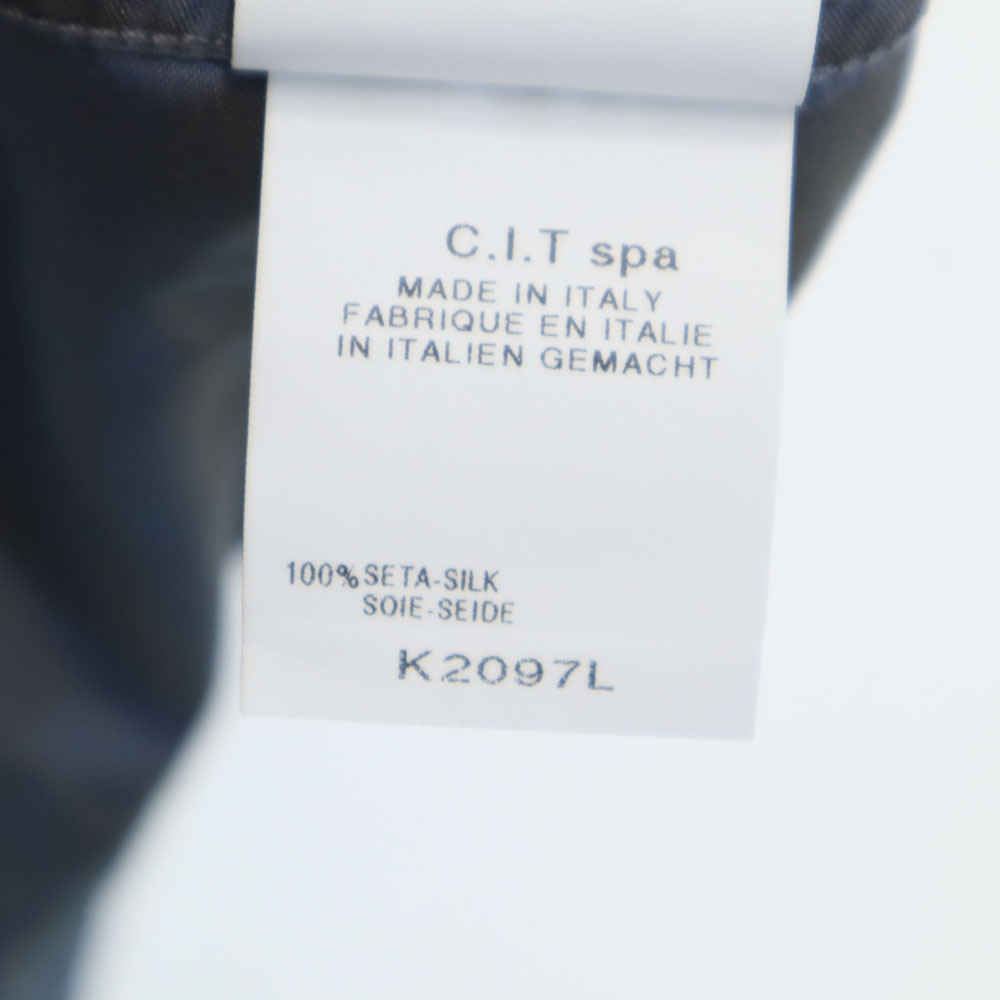 C.I.T spa
MADE IN ITALY
FABRIQUE EN ITALIE
IN ITALIEN GEMACHT
100% SETA-SILK
SOIE-SEIDE
K2097L